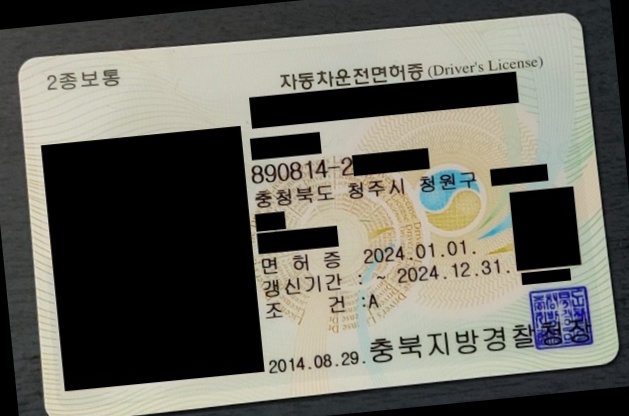 2종보통
자동차운전면허증 (Driver's License)
890814-2
충청북도 청주시 청원구
면 허 증 2024.01.01.
갱신기간 : ~ 2024.12.31.
조 건 :A
2014.08.29. 충북지방경찰청장